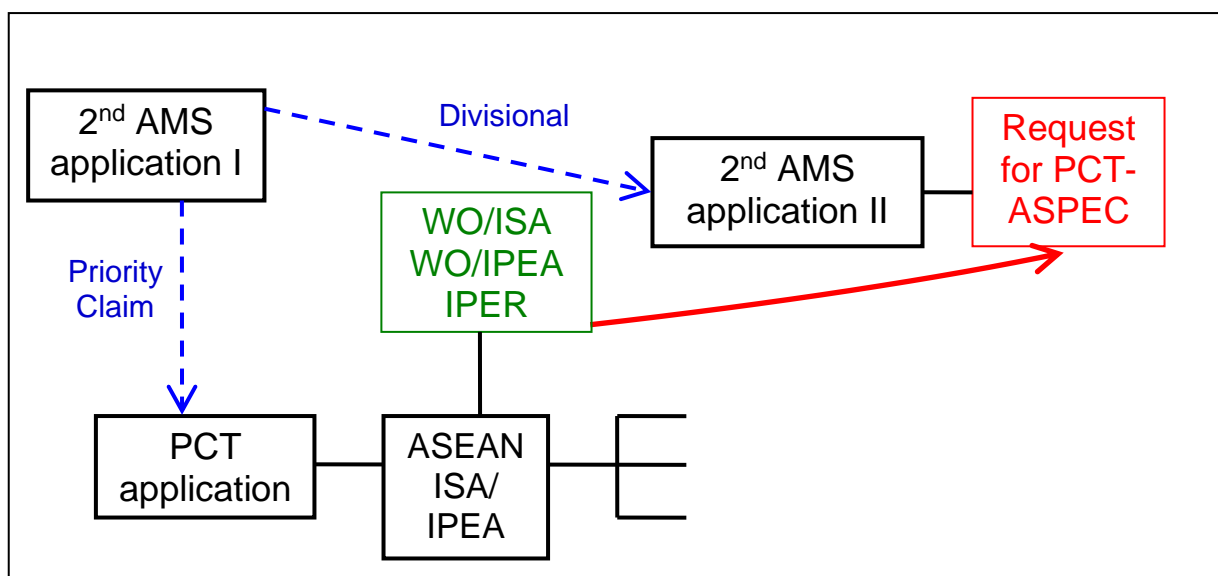 2nd AMS
application I
Divisional
2nd AMS
application II
Request
for PCT-
ASPEC
WO/ISA
WO/IPEA
IPER
Priority
Claim
PCT
application
ASEAN
ISA/
IPEA